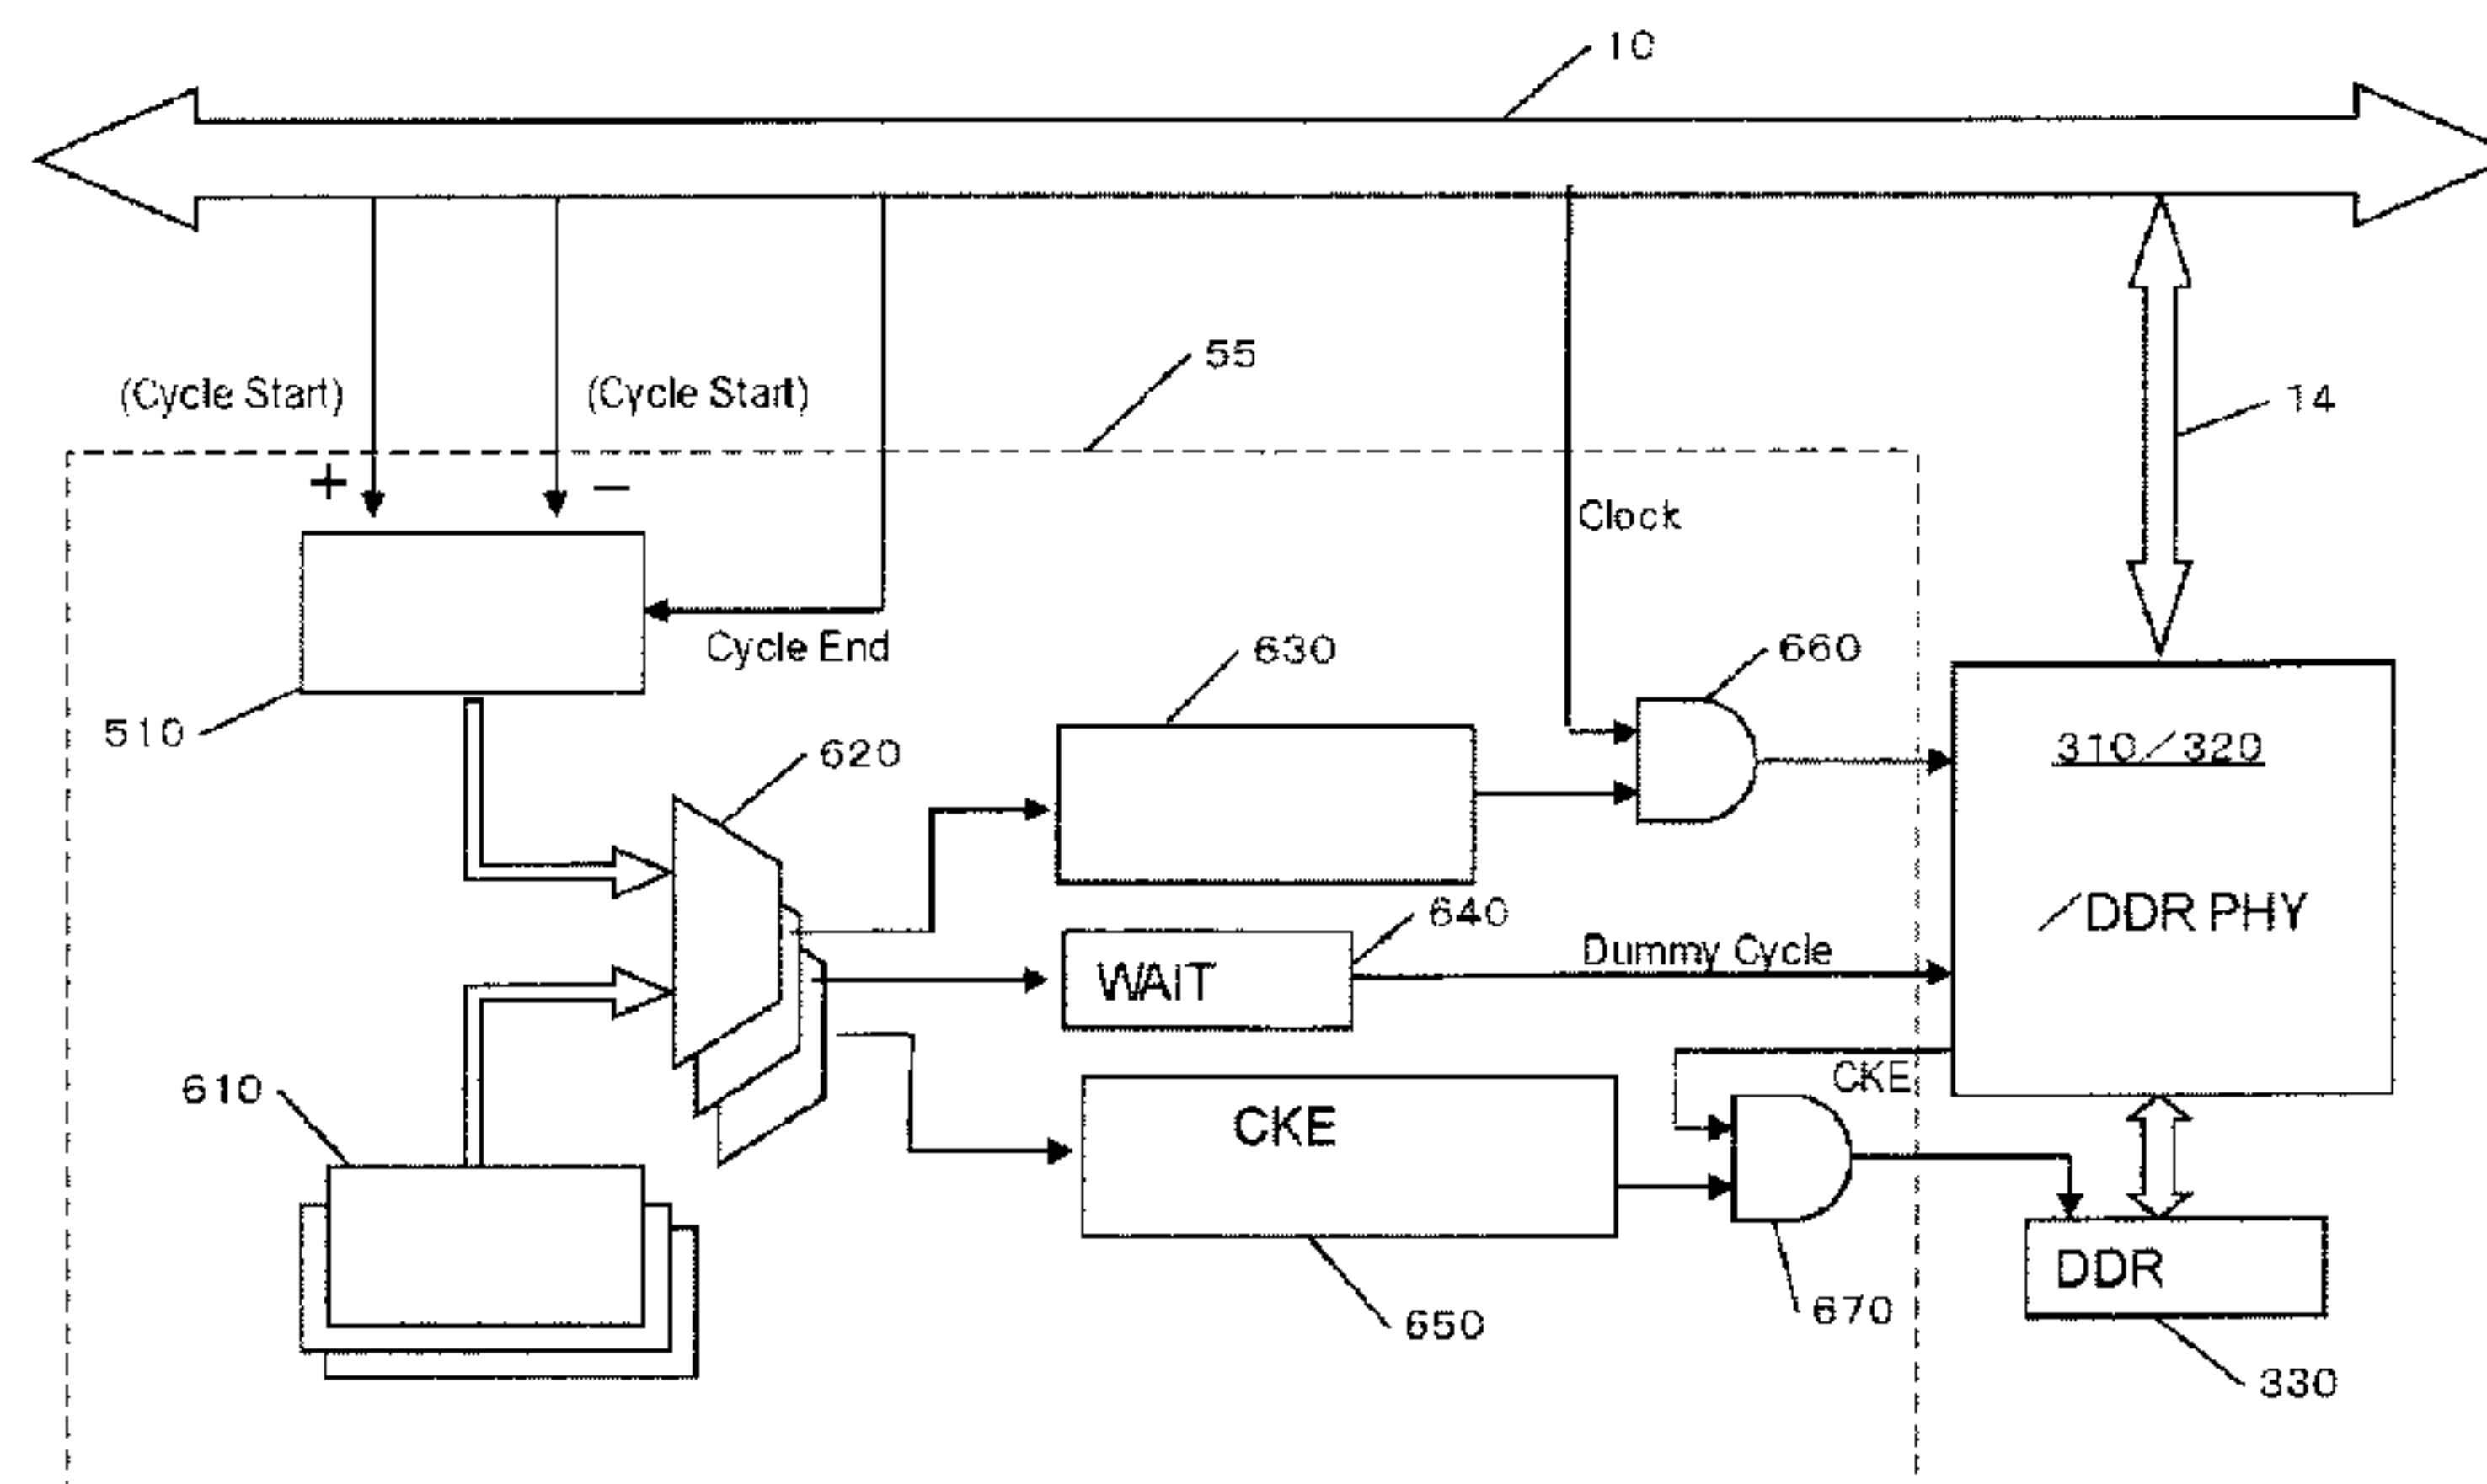 10
55
(Cycle Start)
(Cycle Start)
14
+
−
Clock
Cycle End
630
660
510
620
310/320
640
/DDR PHY
WAIT
Dummy Cycle
CKE
610
CKE
DDR
670
650
330